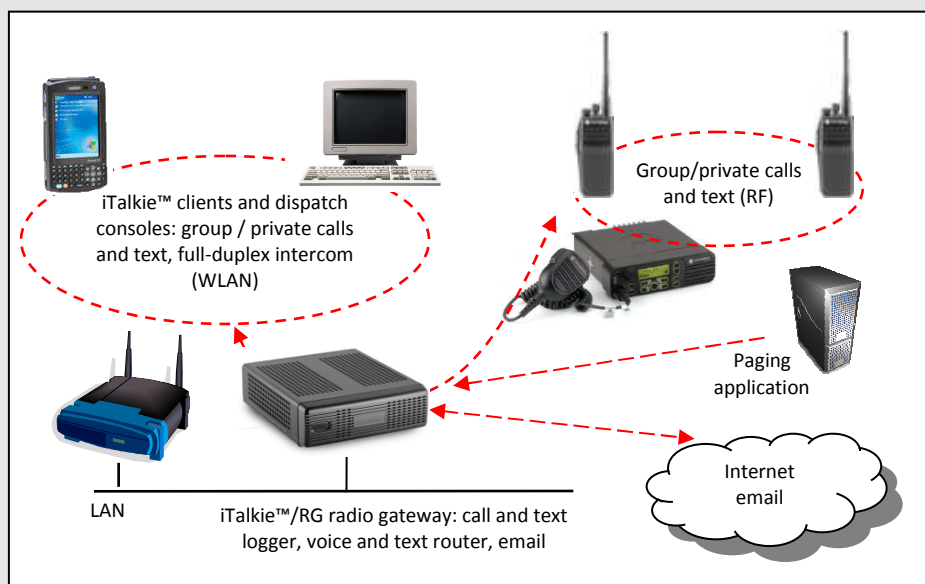 iTalkie™ clients and dispatch
consoles: group / private calls
and text, full-duplex intercom
(WLAN)
Group/private calls
and text (RF)
Paging
application
Internet
email
LAN
iTalkie™/RG radio gateway: call and text
logger, voice and text router, email